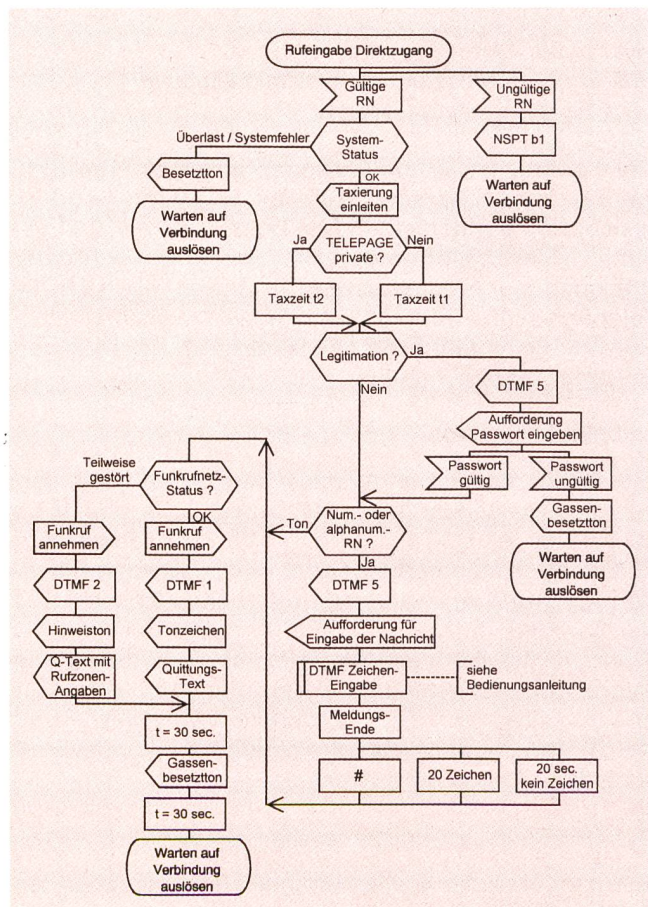 Rufeingabe Direktzugang
Gültige
RN
Ungültige
RN
Überlast / Systemfehler
System-
Status
NSPT b1
Besetztton
OK
Taxierung
einleiten
Warten auf
Verbindung
auslösen
Warten auf
Verbindung
auslösen
Ja
TELEPAGE
private ?
Nein
Taxzeit t2
Taxzeit t1
Legitimation ?
Ja
Nein
DTMF 5
Aufforderung
Passwort eingeben
Passwort
gültig
Passwort
ungültig
Gassen-
besetztton
Warten auf
Verbindung
auslösen
Teilweise
gestört
Funkrufnetz-
Status ?
OK
Funkruf
annehmen
Funkruf
annehmen
Ton
Num.- oder
alphanum.-
RN ?
Ja
DTMF 2
DTMF 1
DTMF 5
Hinweiston
Tonzeichen
Aufforderung für
Eingabe der Nachricht
Q-Text mit
Rufzonen-
Angaben
Quittungs-
Text
DTMF Zeichen-
Eingabe
siehe
Bedienungsanleitung
Meldungs-
Ende
t = 30 sec.
Gassen-
besetztton
#
20 Zeichen
20 sec.
kein Zeichen
t = 30 sec.
Warten auf
Verbindung
auslösen